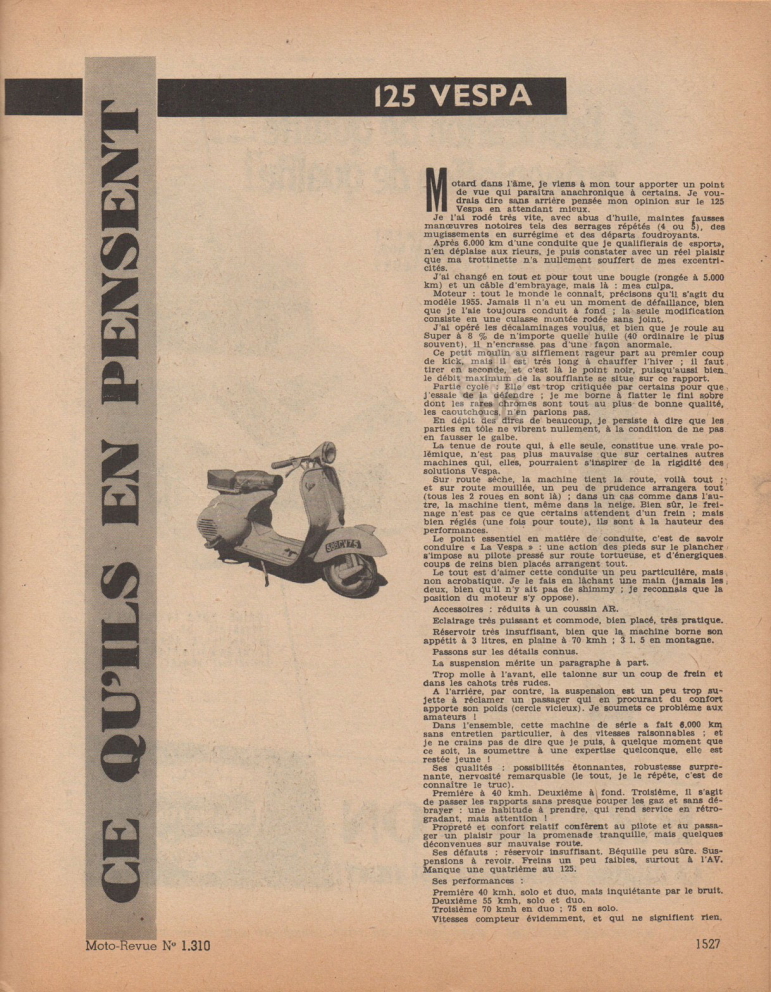 125 VESPA
CE QU'ILS EN PENSENT
Motard dans l'âme, je viens à mon tour apporter un point
de vue qui paraîtra anachronique à certains. Je vou-
drais dire sans arrière pensée mon opinion sur le 125
Vespa en attendant mieux.
Je l'ai rodé très vite, avec abus d'huile, maintes fausses
manœuvres notoires tels des serrages répétés (4 ou 5), des
mugissements en surrégime et des départs foudroyants.
Après 6.000 km d'une conduite que je qualifierais de «sport»,
n'en déplaise aux rieurs, je puis constater avec un réel plaisir
que ma trottinette n'a nullement souffert de mes excentri-
cités.
J'ai changé en tout et pour tout une bougie (rongée à 5.000
km) et un câble d'embrayage, mais là : mea culpa.
Moteur : tout le monde le connaît, précisons qu'il s'agit du
modèle 1955. Jamais il n'a eu un moment de défaillance, bien
que je l'aie toujours conduit à fond ; la seule modification
consiste en une culasse montée rodée sans joint.
J'ai opéré les décalaminages voulus, et bien que je roule au
Super à 8 % de n'importe quelle huile (40 ordinaire le plus
souvent), il n'encrasse pas d'une façon anormale.
Ce petit moulin au sifflement rageur part au premier coup
de kick, mais il est très long à chauffer l'hiver ; il faut
tirer en seconde, et c'est là le point noir, puisqu'aussi bien
le débit maximum de la soufflante se situe sur ce rapport.
Partie cycle : Elle est trop critiquée par certains pour que
j'essaie de la défendre ; je me borne à flatter le fini sobre
dont les rares chromes sont tout au plus de bonne qualité,
les caoutchoucs, n'en parlons pas.
En dépit des dires de beaucoup, je persiste à dire que les
parties en tôle ne vibrent nullement, à la condition de ne pas
en fausser le galbe.
La tenue de route qui, à elle seule, constitue une vraie po-
lémique, n'est pas plus mauvaise que sur certaines autres
machines qui, elles, pourraient s'inspirer de la rigidité des
solutions Vespa.
Sur route sèche, la machine tient la route, voilà tout ;
et sur route mouillée, un peu de prudence arrangera tout
(tous les 2 roues en sont là) ; dans un cas comme dans l'au-
tre, la machine tient, même dans la neige. Bien sûr, le frei-
nage n'est pas ce que certains attendent d'un frein ; mais
bien réglés (une fois pour toute), ils sont à la hauteur des
performances.
Le point essentiel en matière de conduite, c'est de savoir
conduire « La Vespa » : une action des pieds sur le plancher
s'impose au pilote pressé sur route tortueuse, et d'énergiques
coups de reins bien placés arrangent tout.
Le tout est d'aimer cette conduite un peu particulière, mais
non acrobatique. Je le fais en lâchant une main (jamais les
deux, bien qu'il n'y ait pas de shimmy ; je reconnais que la
position du moteur s'y oppose).
Accessoires : réduits à un coussin AR.
Eclairage très puissant et commode, bien placé, très pratique.
Réservoir très insuffisant, bien que la machine borne son
appétit à 3 litres, en plaine à 70 kmh ; 3 l. 5 en montagne.
Passons sur les détails connus.
La suspension mérite un paragraphe à part.
Trop molle à l'avant, elle talonne sur un coup de frein et
dans les cahots très rudes.
A l'arrière, par contre, la suspension est un peu trop su-
jette à réclamer un passager qui en procurant du confort
apporte son poids (cercle vicieux). Je soumets ce problème aux
amateurs !
Dans l'ensemble, cette machine de série a fait 6.000 km
sans entretien particulier, à des vitesses raisonnables ; et
je ne crains pas de dire que je puis, à quelque moment que
ce soit, la soumettre à une expertise quelconque, elle est
restée jeune !
Ses qualités : possibilités étonnantes, robustesse surpre-
nante, nervosité remarquable (le tout, je le répète, c'est de
connaître le truc).
Première à 40 kmh. Deuxième à fond. Troisième, il s'agit
de passer les rapports sans presque couper les gaz et sans dé-
brayer : une habitude à prendre, qui rend service en rétro-
gradant, mais attention !
Propreté et confort relatif confèrent au pilote et au passa-
ger un plaisir pour la promenade tranquille, mais quelques
déconvenues sur mauvaise route.
Ses défauts : réservoir insuffisant. Béquille peu sûre. Sus-
pensions à revoir. Freins un peu faibles, surtout à l'AV.
Manque une quatrième au 125.
Ses performances :
Première 40 kmh, solo et duo, mais inquiétante par le bruit.
Deuxième 55 kmh, solo et duo.
Troisième 70 kmh en duo ; 75 en solo.
Vitesses compteur évidemment, et qui ne signifient rien,
Moto-Revue Nº 1.310
1527